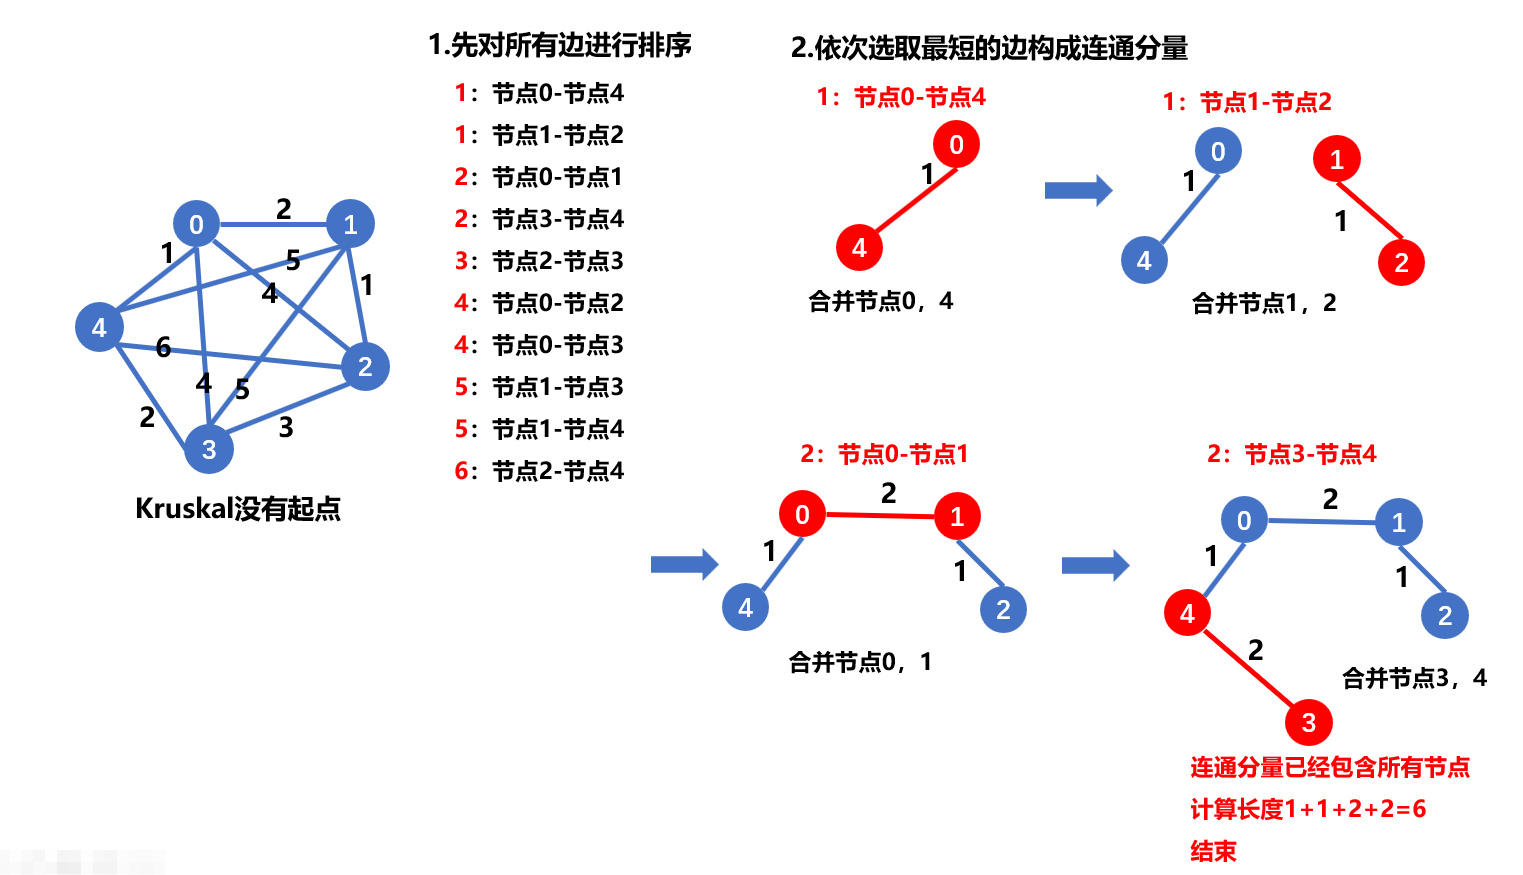 1.先对所有边进行排序
1：节点0-节点4
1：节点1-节点2
2：节点0-节点1
2：节点3-节点4
3：节点2-节点3
4：节点0-节点2
4：节点0-节点3
5：节点1-节点3
5：节点1-节点4
6：节点2-节点4
0
2
1
1
5
4
1
4
6
2
4
5
2
3
3
Kruskal没有起点
2.依次选取最短的边构成连通分量
1：节点0-节点4
0
1
4
合并节点0，4
1：节点1-节点2
0
1
1
1
4
2
合并节点1，2
2：节点0-节点1
2
0
1
1
1
4
2
合并节点0，1
2：节点3-节点4
2
0
1
1
1
4
2
2
合并节点3，4
3
连通分量已经包含所有节点
计算长度1+1+2+2=6
结束